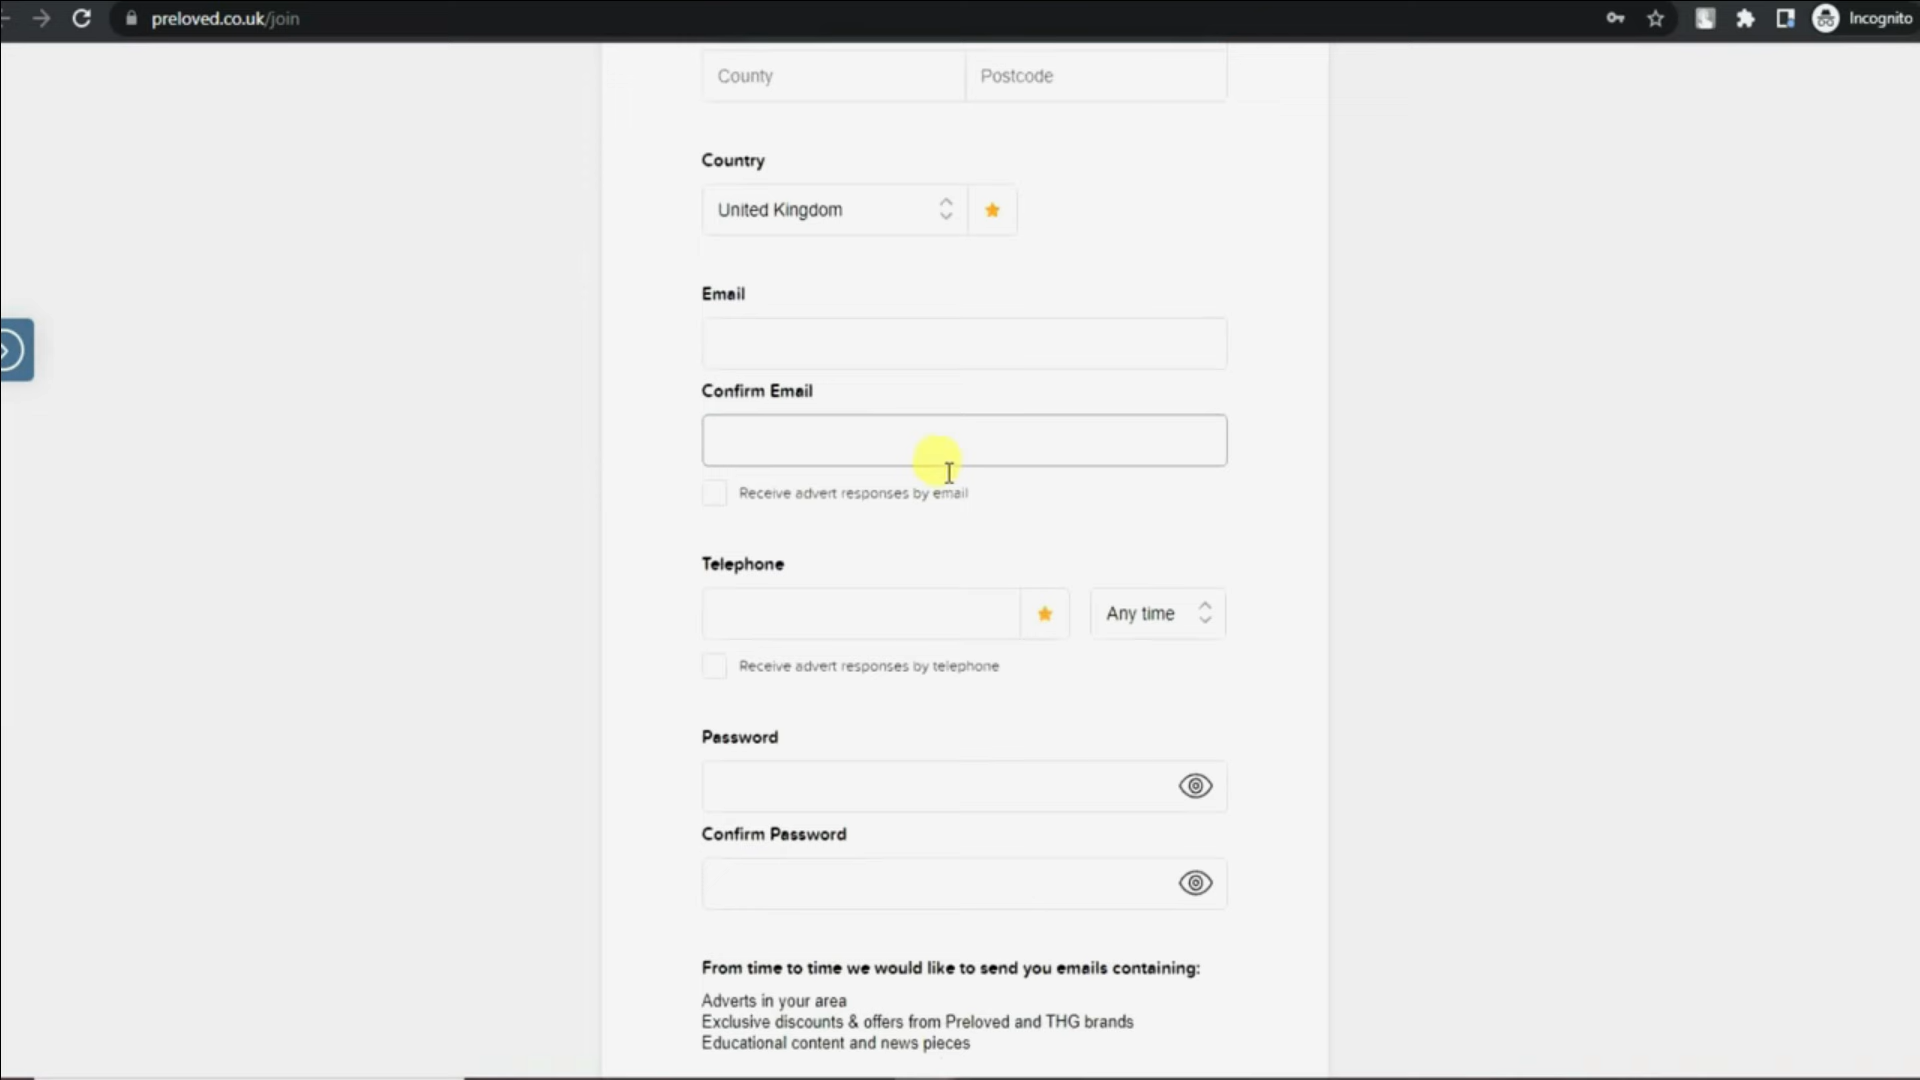 preloved.co.uk/join
Incognito
County Postcode
Country
United Kingdom
Email
Confirm Email
Receive advert responses by email
Telephone
Any time
Receive advert responses by telephone
Password
Confirm Password
From time to time we would like to send you emails containing:
Adverts in your area
Exclusive discounts & offers from Preloved and THG brands
Educational content and news pieces